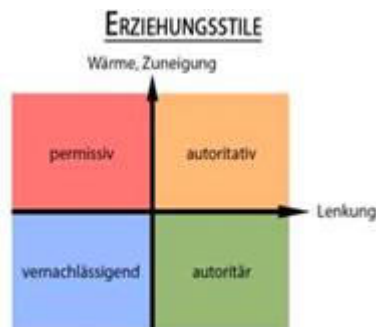 ERZIEHUNGSSTILE
Wärme, Zuneigung
permissiv autoritativ
Lenkung
vernachlässigend autoritär